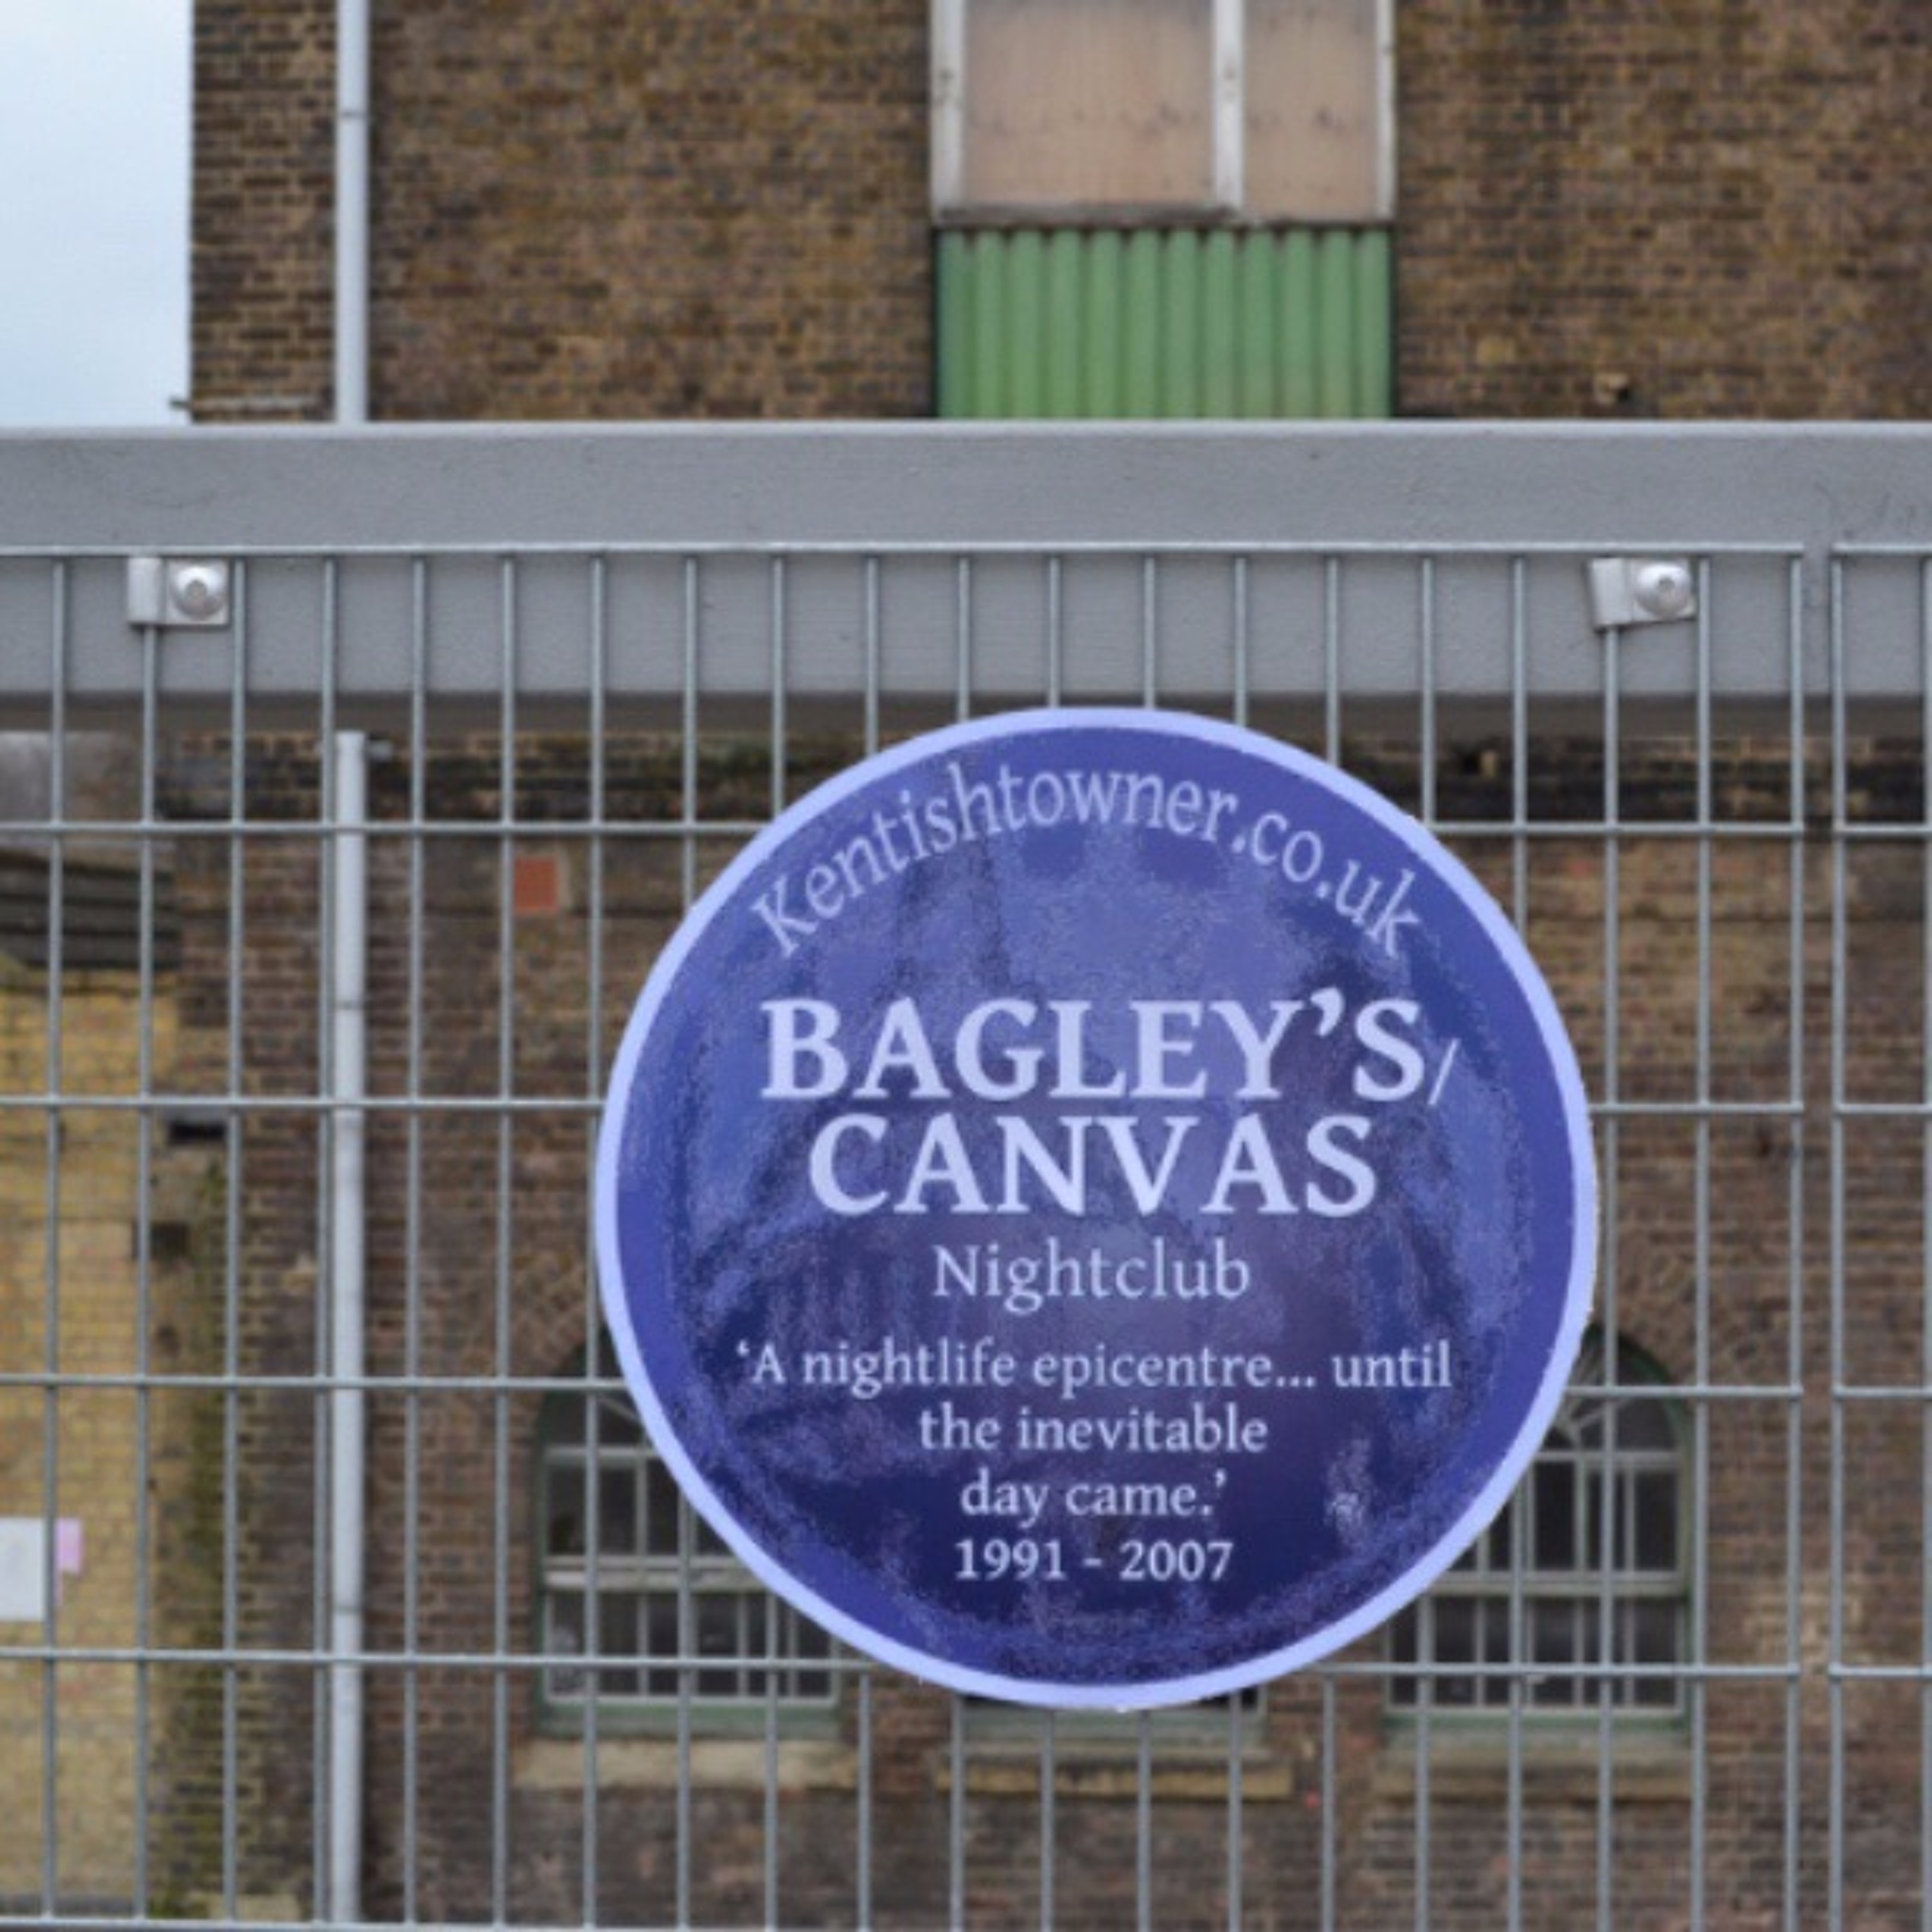 Kentishtowner.co.uk
BAGLEY’S/
CANVAS
Nightclub
‘A nightlife epicentre... until
the inevitable
day came.’
1991 - 2007